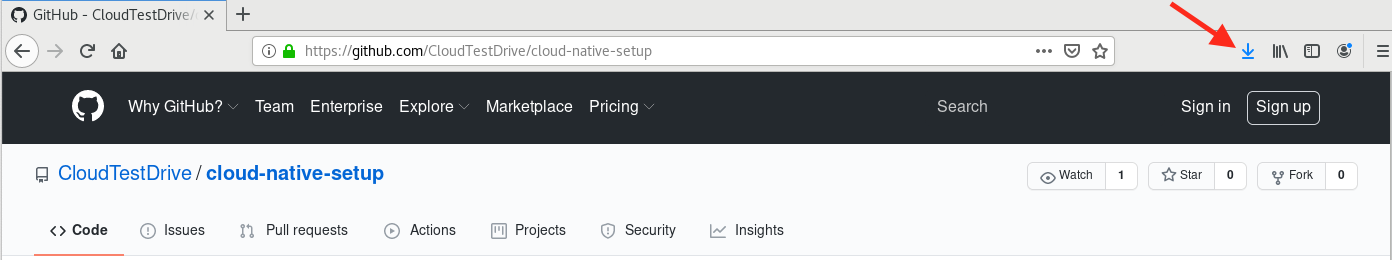 GitHub - CloudTestDrive/c
https://github.com/CloudTestDrive/cloud-native-setup
Why GitHub? Team Enterprise Explore Marketplace Pricing Search Sign in Sign up
CloudTestDrive / cloud-native-setup Watch 1 Star 0 Fork 0
Code Issues Pull requests Actions Projects Security Insights